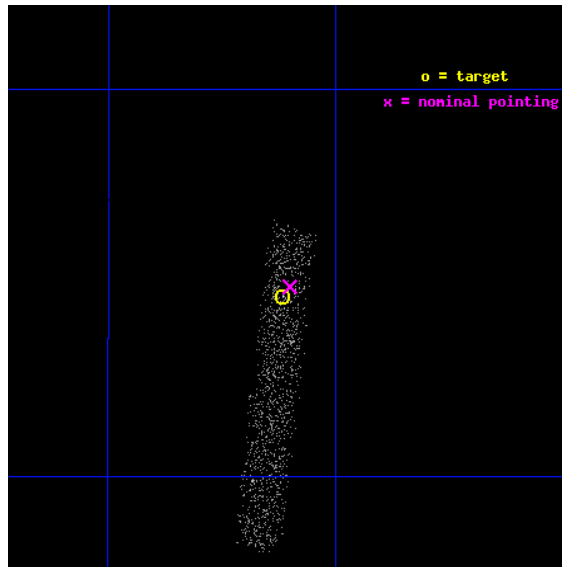 o = target
x = nominal pointing